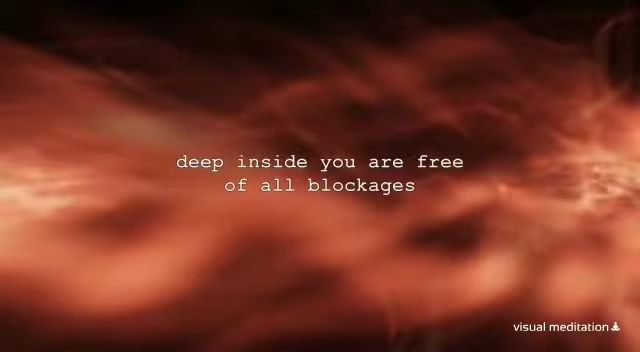 deep inside you are free
of all blockages
visual meditation